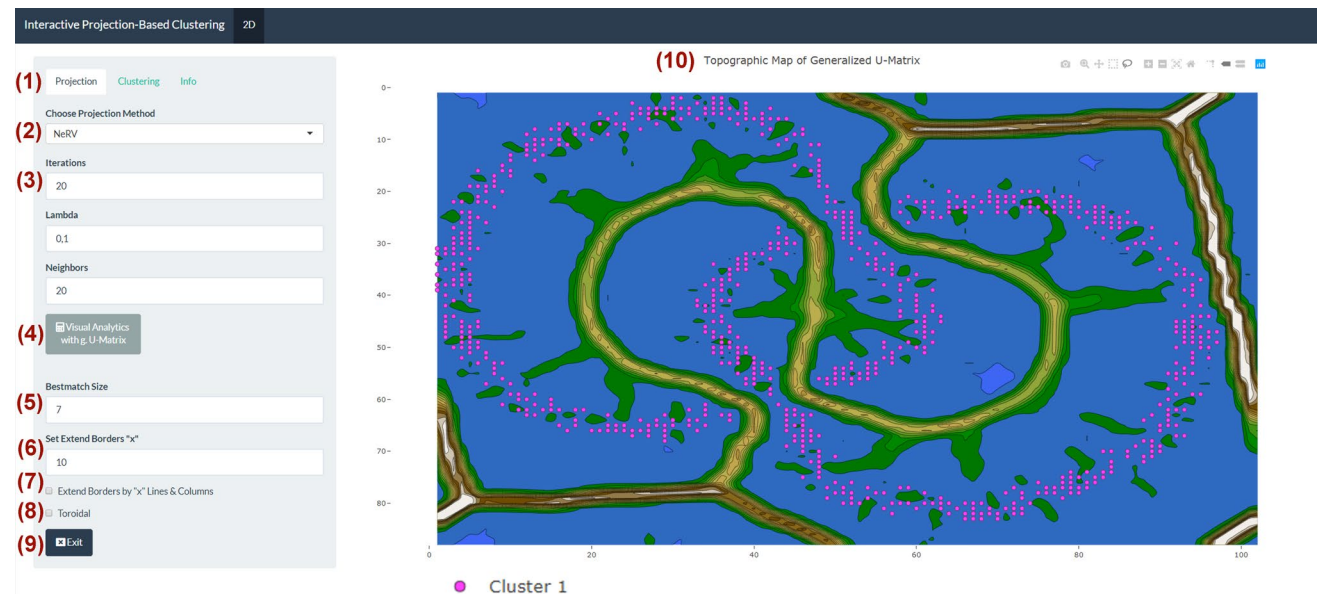 Interactive Projection-Based Clustering 2D
(10) Topographic Map of Generalized U-Matrix
(1) Projection Clustering Info
Choose Projection Method
(2) NeRV
Iterations
(3) 20
Lambda
0,1
Neighbors
20
(4) Visual Analytics
with g. U-Matrix
Bestmatch Size
(5) 7
Set Extend Borders "x"
(6) 10
(7) Extend Borders by "x" Lines & Columns
(8) Toroidal
(9) Exit
0
10
20
30
40
50
60
70
80
0 20 40 60 80 100
Cluster 1